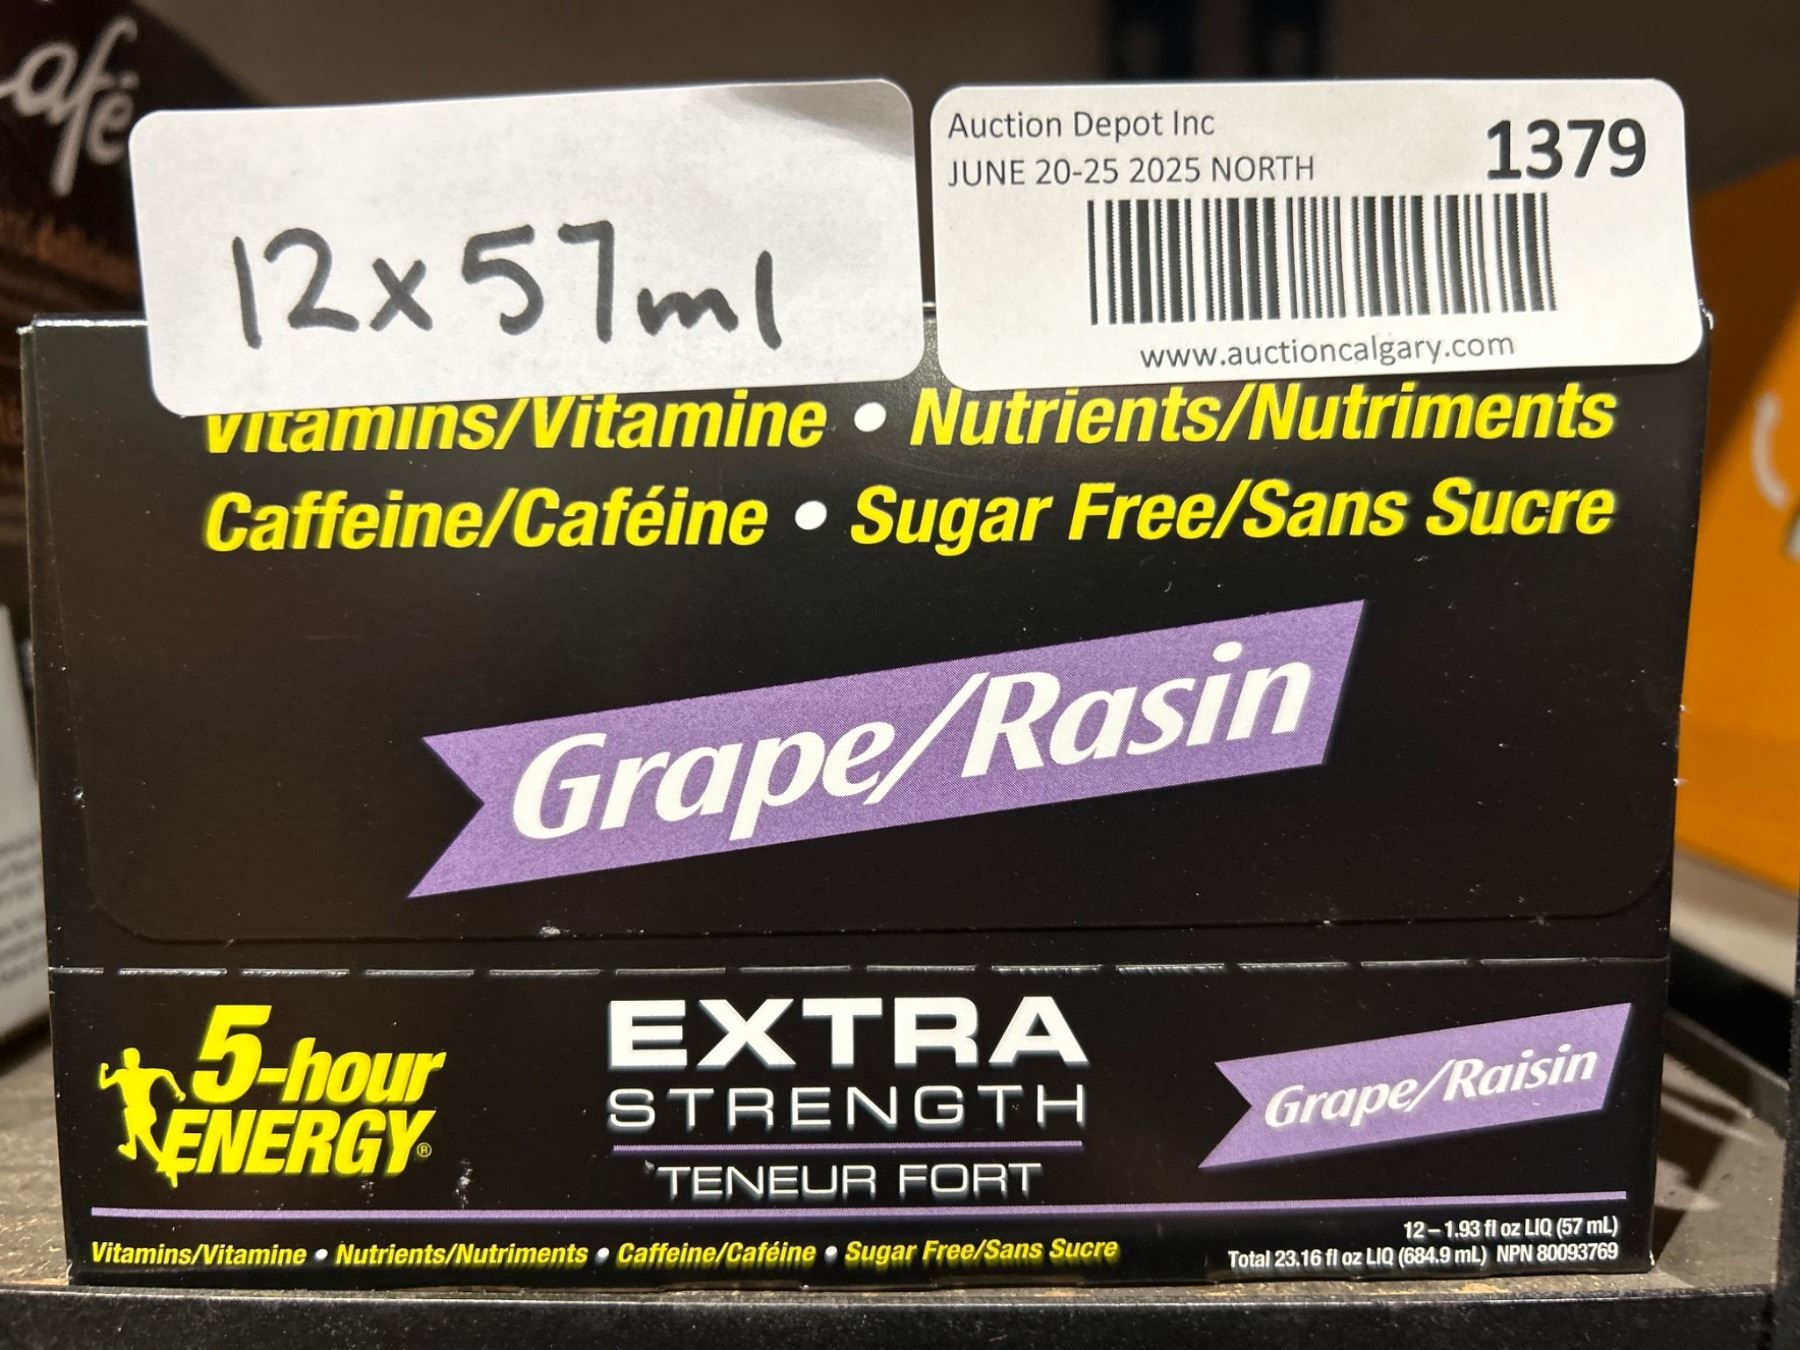 afë
12x57ml
Auction Depot Inc
JUNE 20-25 2025 NORTH
1379
www.auctioncalgary.com
Vitamins/Vitamine • Nutrients/Nutriments
Caffeine/Caféine • Sugar Free/Sans Sucre
Grape/Rasin
5-hour
ENERGY®
EXTRA
STRENGTH
TENEUR FORT
Grape/Raisin
12–1.93 fl oz LIQ (57 mL)
Total 23.16 fl oz LIQ (684.9 mL) NPN 80093769
Vitamins/Vitamine • Nutrients/Nutriments • Caffeine/Caféine • Sugar Free/Sans Sucre